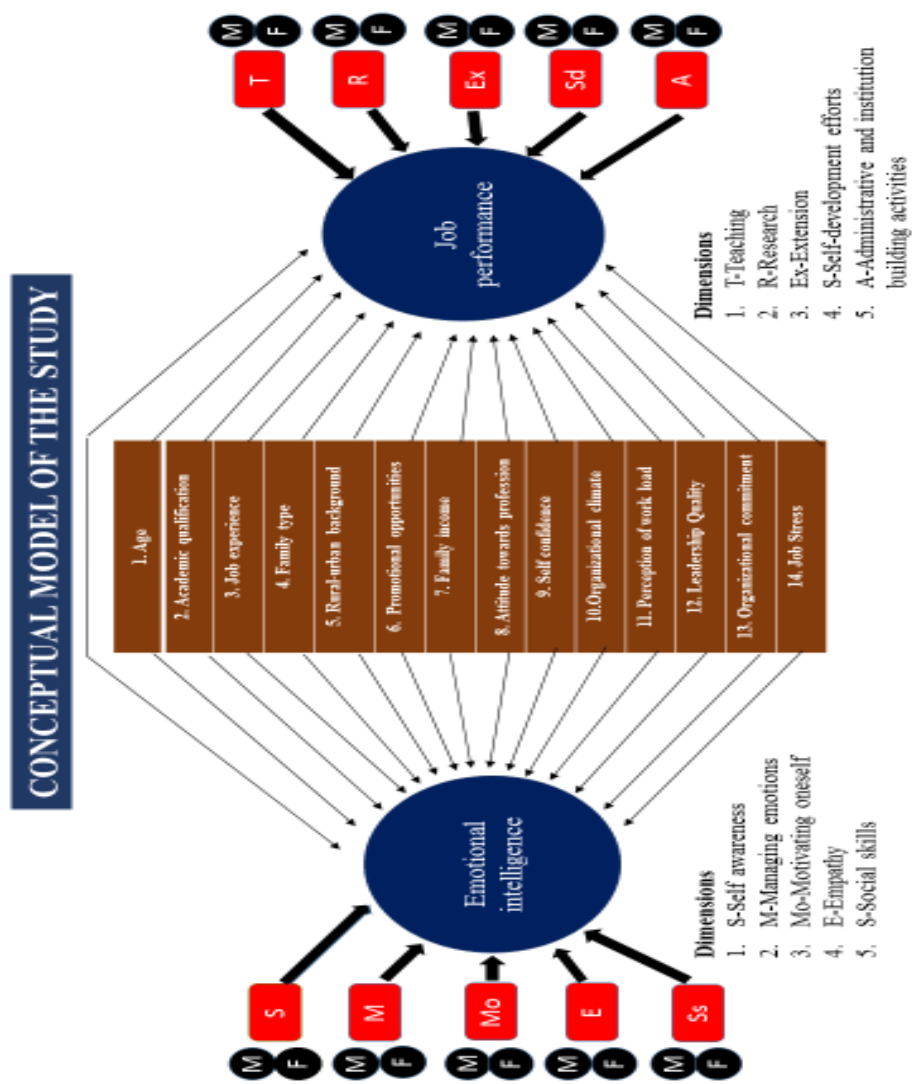 CONCEPTUAL MODEL OF THE STUDY
M
F
S
M
F
M
M
F
Mo
M
F
E
M
F
Ss
Emotional
intelligence
1. Age
2. Academic qualification
3. Job experience
4. Family type
5. Rural-urban background
6. Promotional opportunities
7. Family income
8. Attitude towards profession
9. Self confidence
10.Organizational climate
11. Perception of work load
12. Leadership Quality
13. Organizational commitment
14. Job Stress
Job
performance
T
M
F
R
M
F
Ex
M
F
Sd
M
F
A
M
F
Dimensions
1. S-Self awareness
2. M-Managing emotions
3. Mo-Motivating oneself
4. E-Empathy
5. S-Social skills
Dimensions
1. T-Teaching
2. R-Research
3. Ex-Extension
4. S-Self-development efforts
5. A-Administrative and institution
building activities